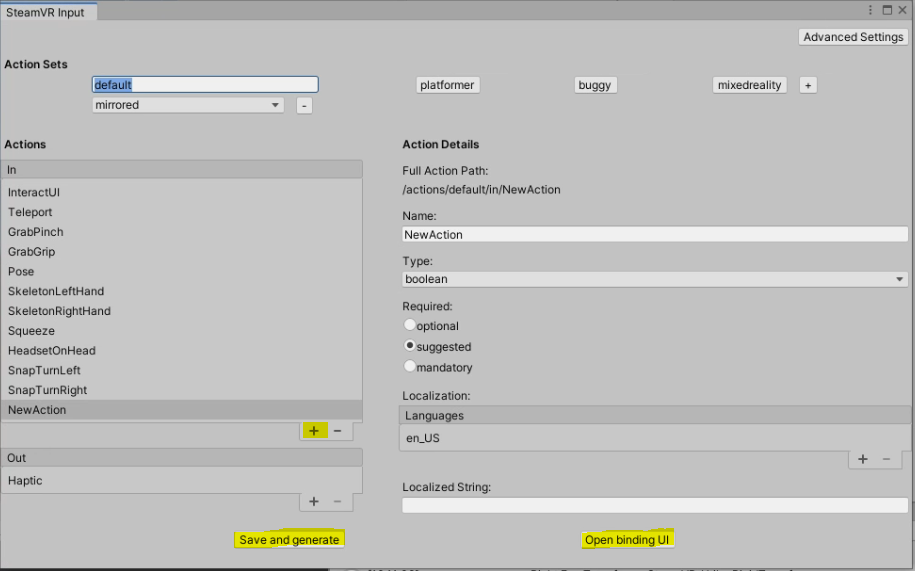 SteamVR Input
Advanced Settings
Action Sets
default platformer buggy mixedreality +
mirrored -
Actions
In
InteractUI
Teleport
GrabPinch
GrabGrip
Pose
SkeletonLeftHand
SkeletonRightHand
Squeeze
HeadsetOnHead
SnapTurnLeft
SnapTurnRight
NewAction
+ -
Out
Haptic
+ -
Action Details
Full Action Path:
/actions/default/in/NewAction
Name:
NewAction
Type:
boolean
Required:
optional
suggested
mandatory
Localization:
Languages
en_US
+ -
Localized String:
Save and generate Open binding UI